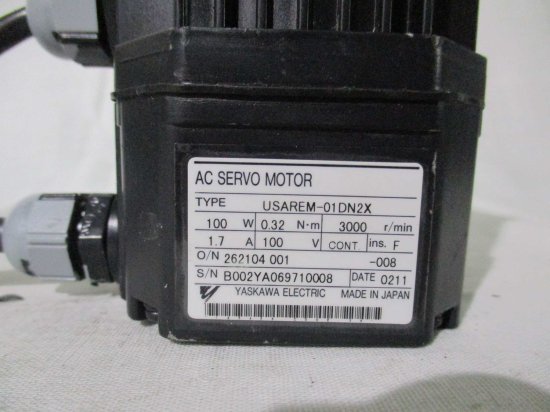 AC SERVO MOTOR
TYPE USAREM-01DN2X
100 W 0.32 N·m 3000 r/min
1.7 A 100 V CONT. ins. F
O/N 262104 001 -008
S/N B002YA069710008 DATE 0211
YASKAWA ELECTRIC MADE IN JAPAN